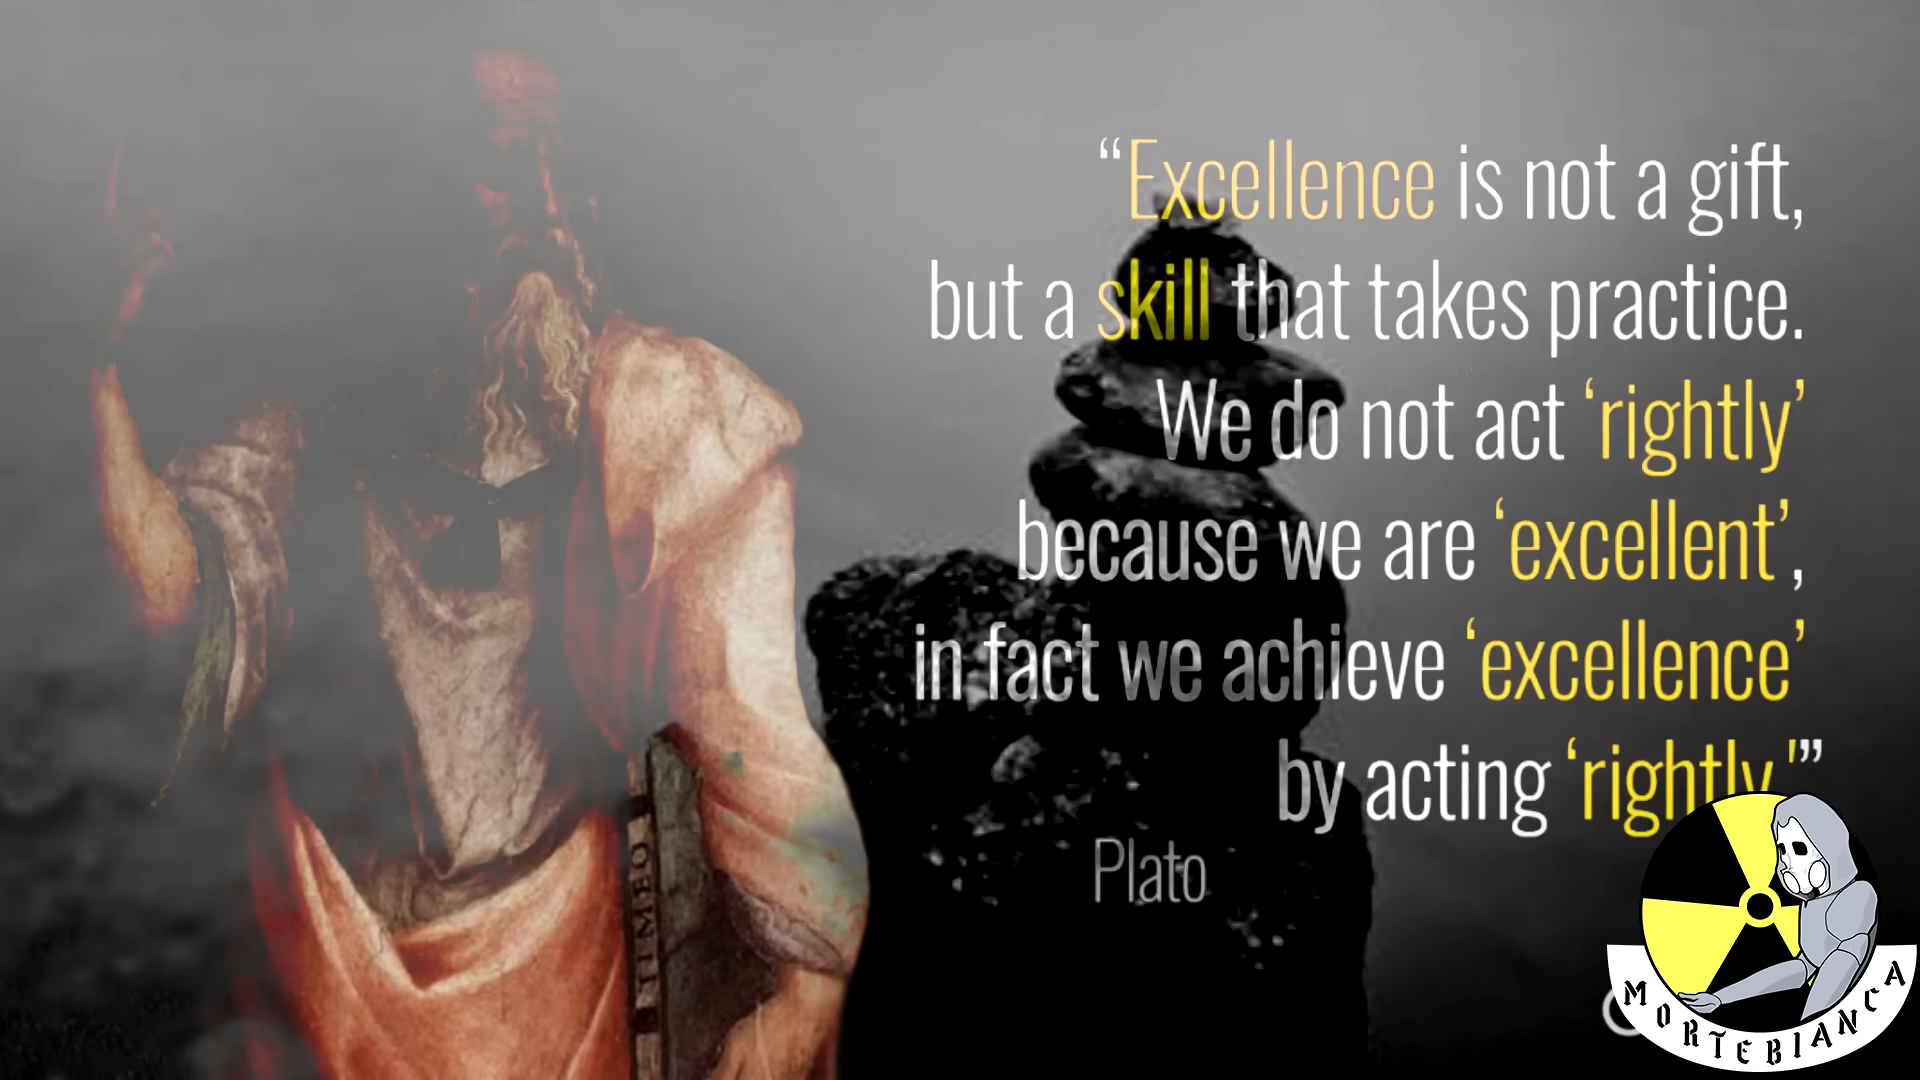 “Excellence is not a gift,
but a skill that takes practice.
We do not act ‘rightly’
because we are ‘excellent’,
in fact we achieve ‘excellence’
by acting ‘rightly.'”
Plato
TIMEO
MORTEBIANCA